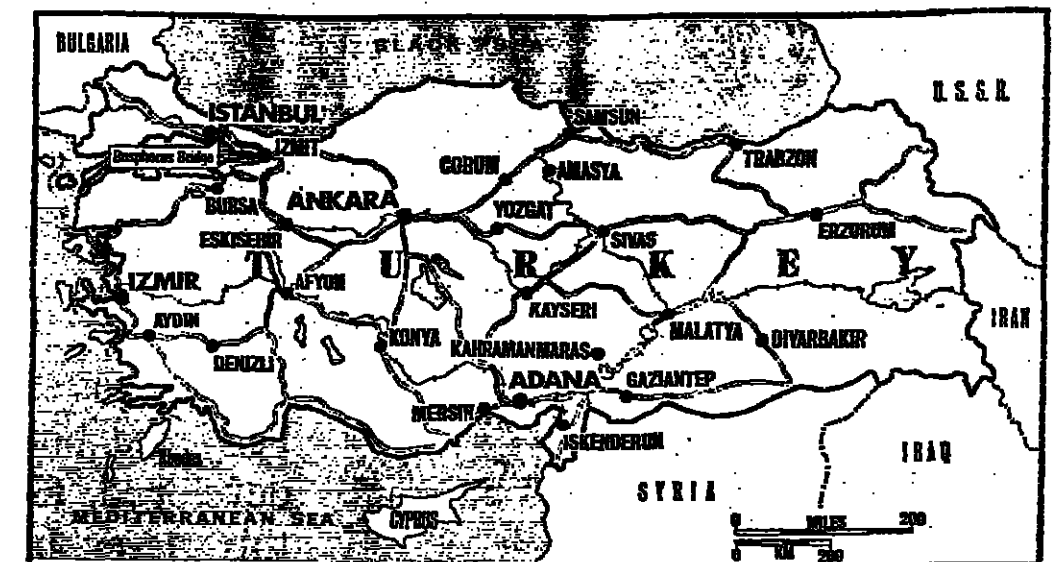 BULGARIA
BLACK SEA
U.S.S.R.
ISTANBUL
SAMSUN
Bosphorus Bridge
IZMIT
TRABZON
CORUM
AMASYA
ANKARA
BURSA
YOZGAT
ERZURUM
ESKISEHIR
SIVAS
T U R K E Y
IZMIR
AFYON
KAYSERI
IRAN
AYDIN
MALATYA
KONYA
DIYARBAKIR
KAHRAMANMARAS
DENIZLI
ADANA
GAZIANTEP
MERSIN
ISKENDERUN
IRAQ
SYRIA
MEDITERRANEAN SEA
CYPRUS
0 MILES 200
0 KM 200